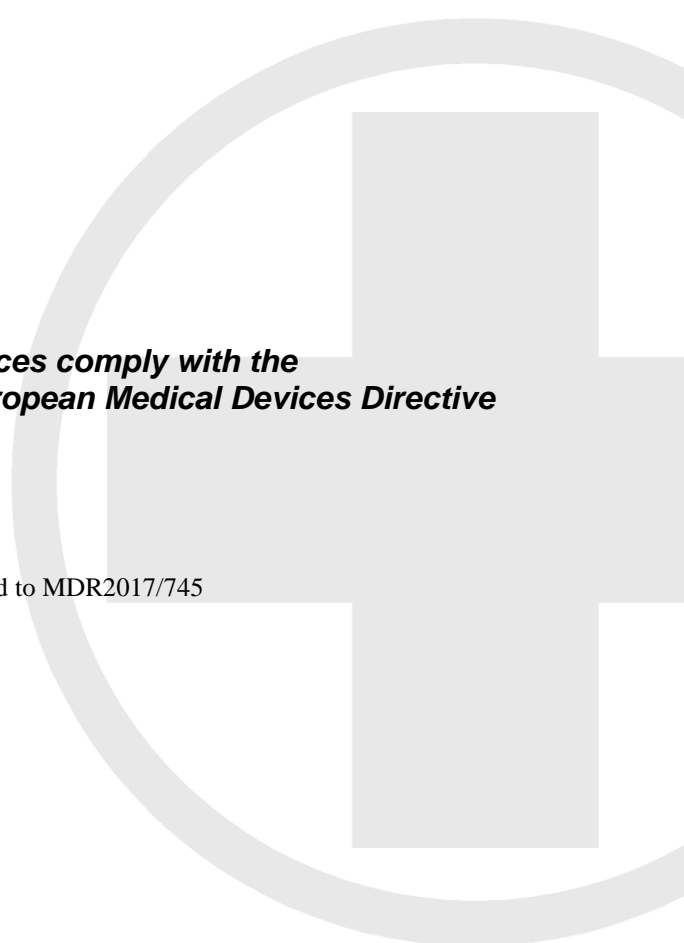 ces comply with the
ropean Medical Devices Directive
d to MDR2017/745